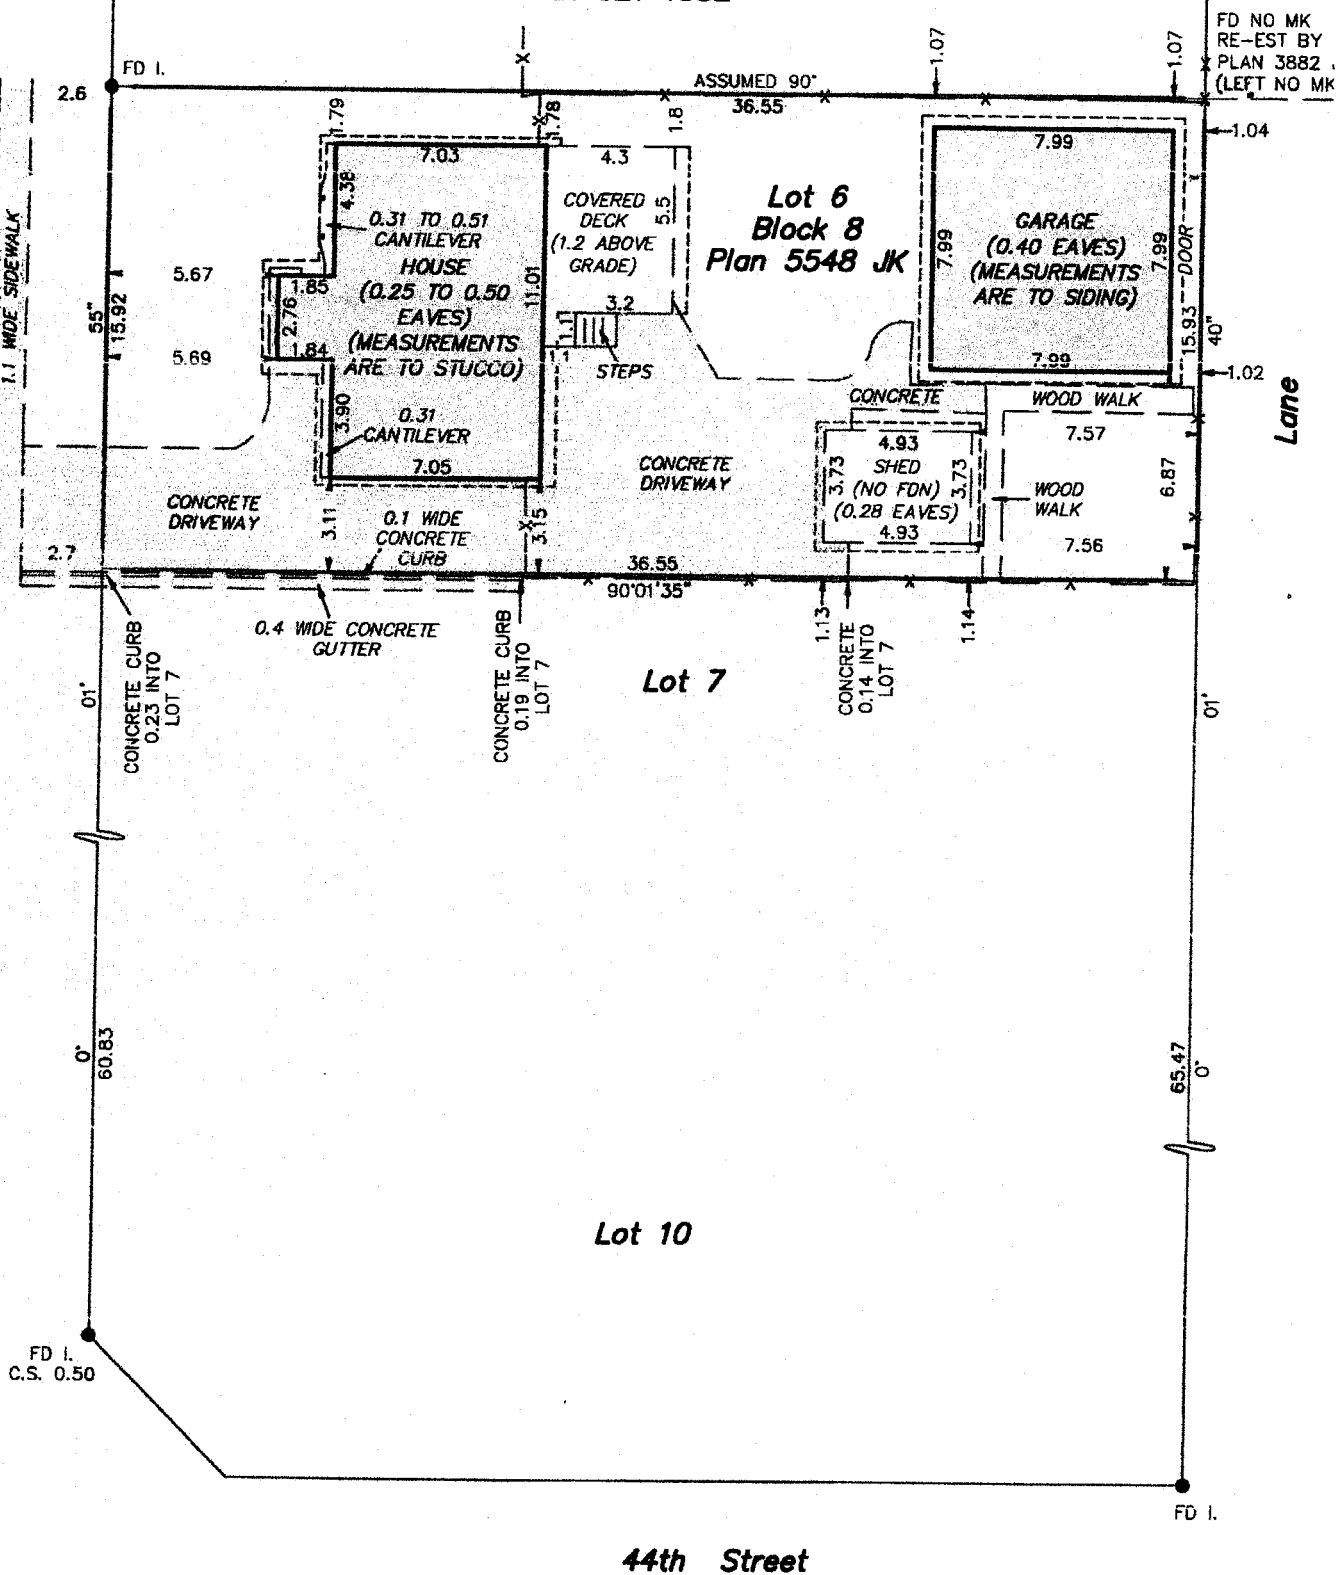 FD NO MK
RE-EST BY
PLAN 3882
(LEFT NO MK
FD I.
2.6
1.79
1.78
1.8
ASSUMED 90°
36.55
1.07
1.07
1.04
7.03
4.38
0.31 TO 0.51
CANTILEVER
HOUSE
(0.25 TO 0.50
EAVES)
(MEASUREMENTS
ARE TO STUCCO)
11.01
4.3
COVERED
DECK
(1.2 ABOVE
GRADE)
5.5
3.2
1.1
STEPS
Lot 6
Block 8
Plan 5548 JK
7.99
GARAGE
(0.40 EAVES)
(MEASUREMENTS
ARE TO SIDING)
7.99
7.99
7.99
DOOR
15.93
40"
1.02
Lane
1.1 WIDE SIDEWALK
55"
15.92
5.67
5.69
1.85
2.76
1.84
3.90
0.31
CANTILEVER
7.05
CONCRETE
WOOD WALK
7.57
4.93
SHED
(NO FDN)
(0.28 EAVES)
4.93
3.73
3.73
WOOD
WALK
6.87
7.56
CONCRETE
DRIVEWAY
CONCRETE
DRIVEWAY
3.11
0.1 WIDE
CONCRETE
CURB
3.15
2.7
36.55
90°01'35"
0.4 WIDE CONCRETE
GUTTER
CONCRETE CURB
0.23 INTO
LOT 7
CONCRETE CURB
0.19 INTO
LOT 7
1.13
CONCRETE
0.14 INTO
LOT 7
1.14
Lot 7
01'
01'
0°
60.83
65.47
0°
Lot 10
FD I.
C.S. 0.50
FD I.
44th Street